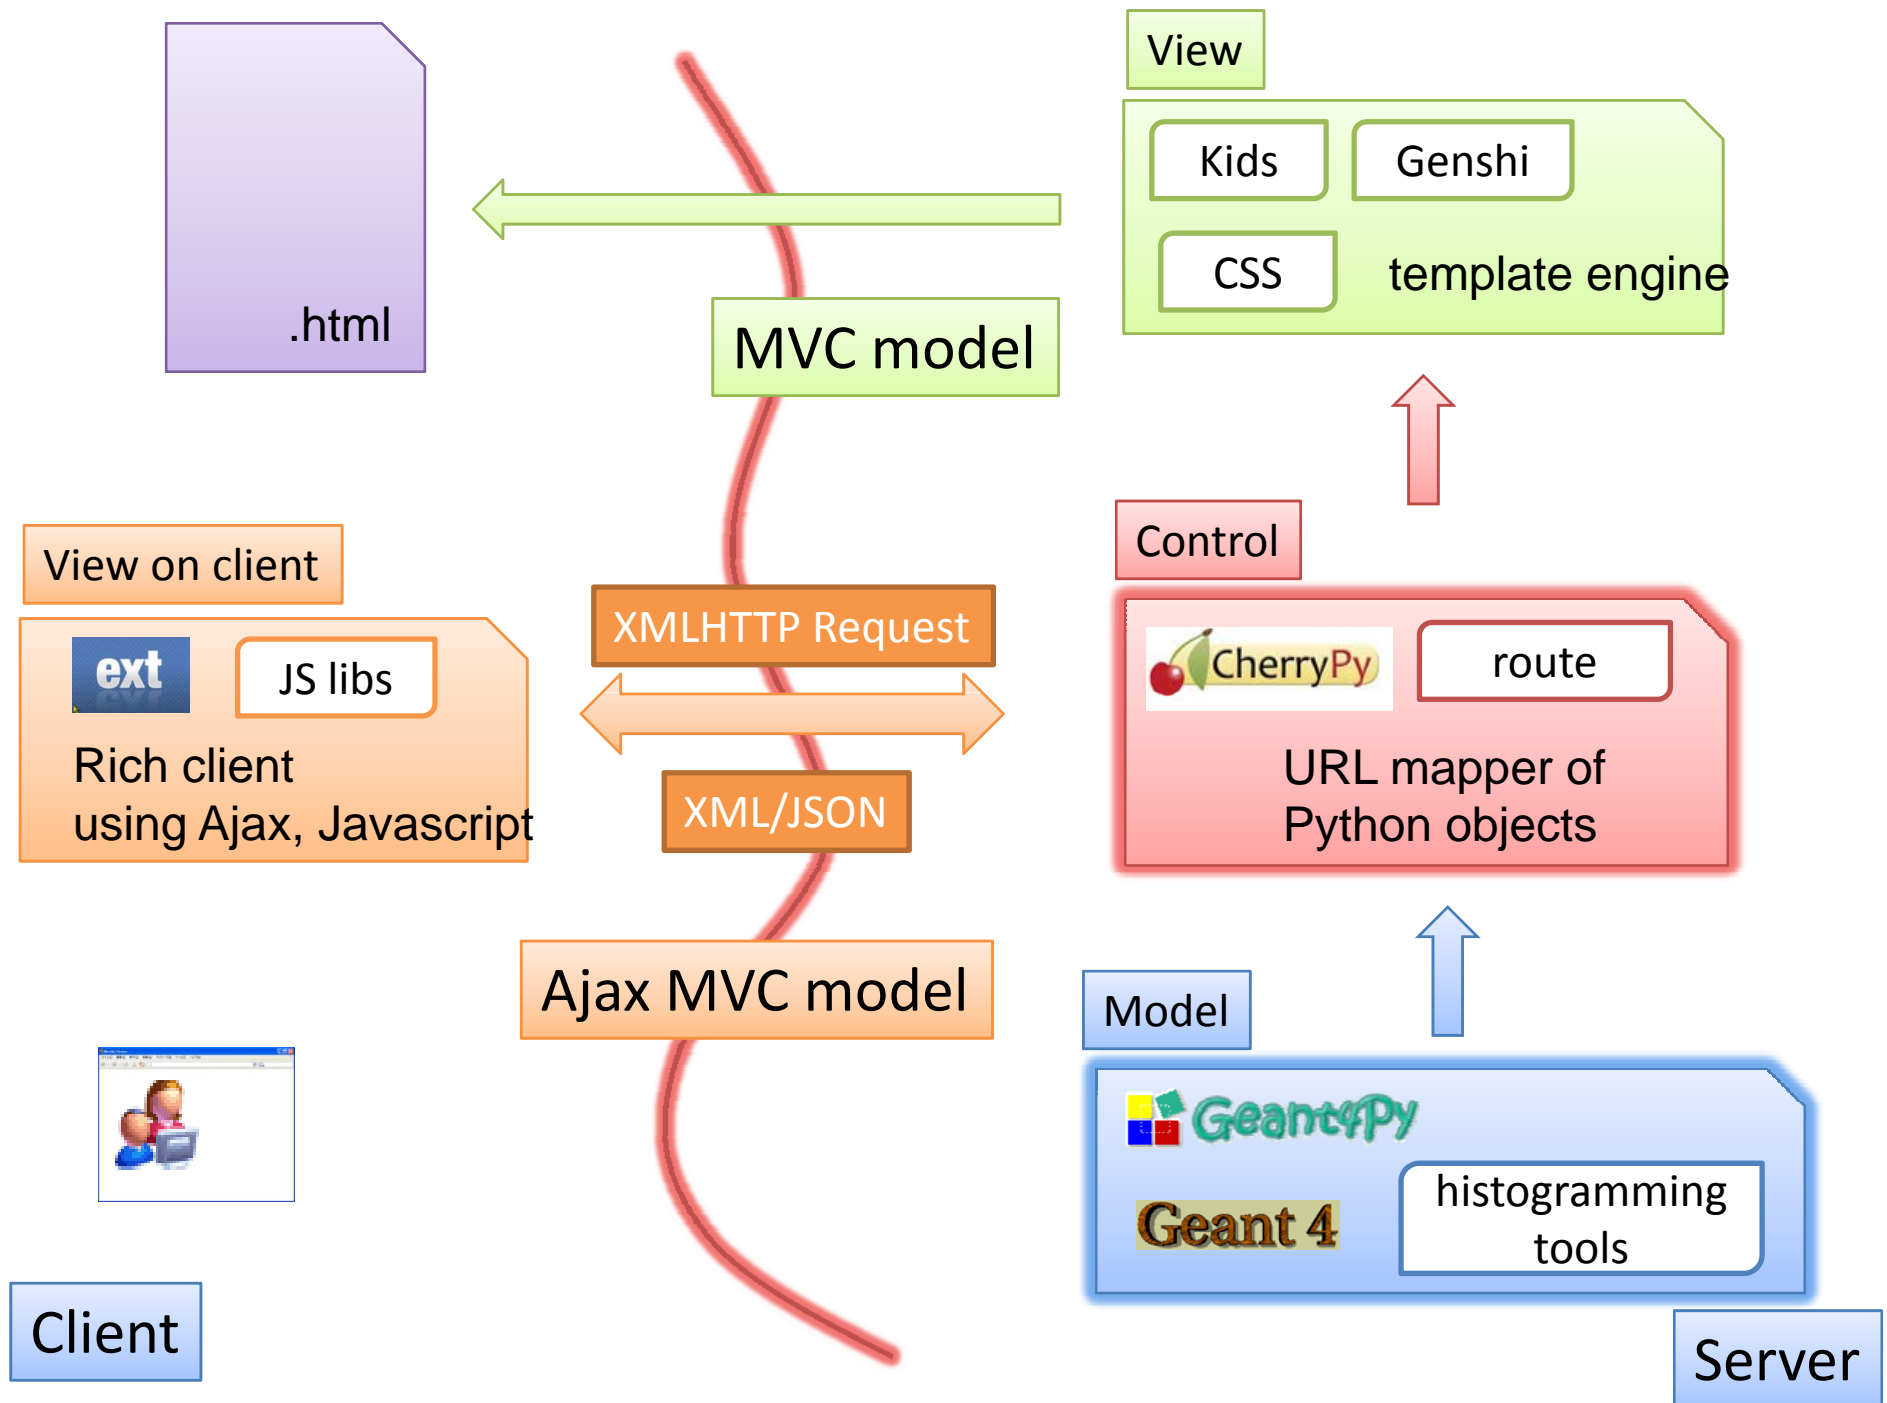 View
Kids
Genshi
CSS
template engine
.html
MVC model
View on client
ext
JS libs
Rich client
using Ajax, Javascript
XMLHTTP Request
XML/JSON
Control
CherryPy
route
URL mapper of
Python objects
Ajax MVC model
Model
Geant4Py
Geant 4
histogramming
tools
Client
Server